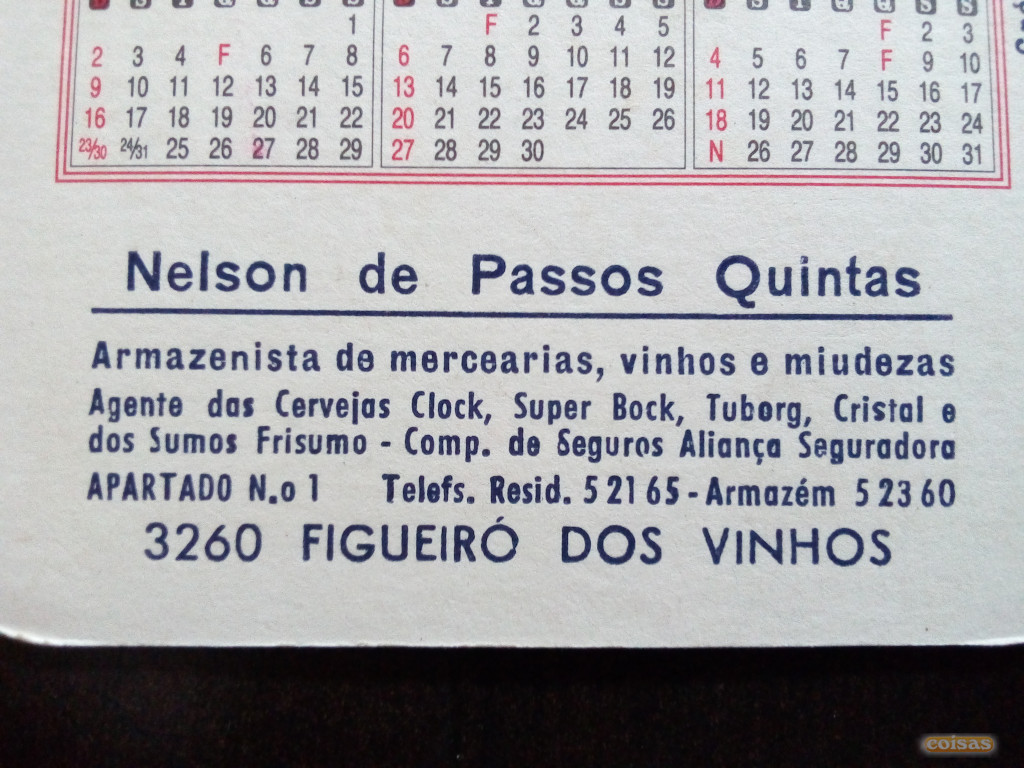 1 F 2 3 4 5 F 2 3
2 3 4 F 6 7 8 6 7 8 9 10 11 12 4 5 6 7 F 9 10
9 10 11 12 13 14 15 13 14 15 16 17 18 19 11 12 13 14 15 16 17
16 17 18 19 20 21 22 20 21 22 23 24 25 26 18 19 20 21 22 23 24
23/30 24/31 25 26 27 28 29 27 28 29 30 N 26 27 28 29 30 31
Nelson de Passos Quintas
Armazenista de mercearias, vinhos e miudezas
Agente das Cervejas Clock, Super Bock, Tuborg, Cristal e
dos Sumos Frisumo - Comp. de Seguros Aliança Seguradora
APARTADO N.o 1 Telefs. Resid. 5 21 65 - Armazém 5 23 60
3260 FIGUEIRÓ DOS VINHOS
coisas